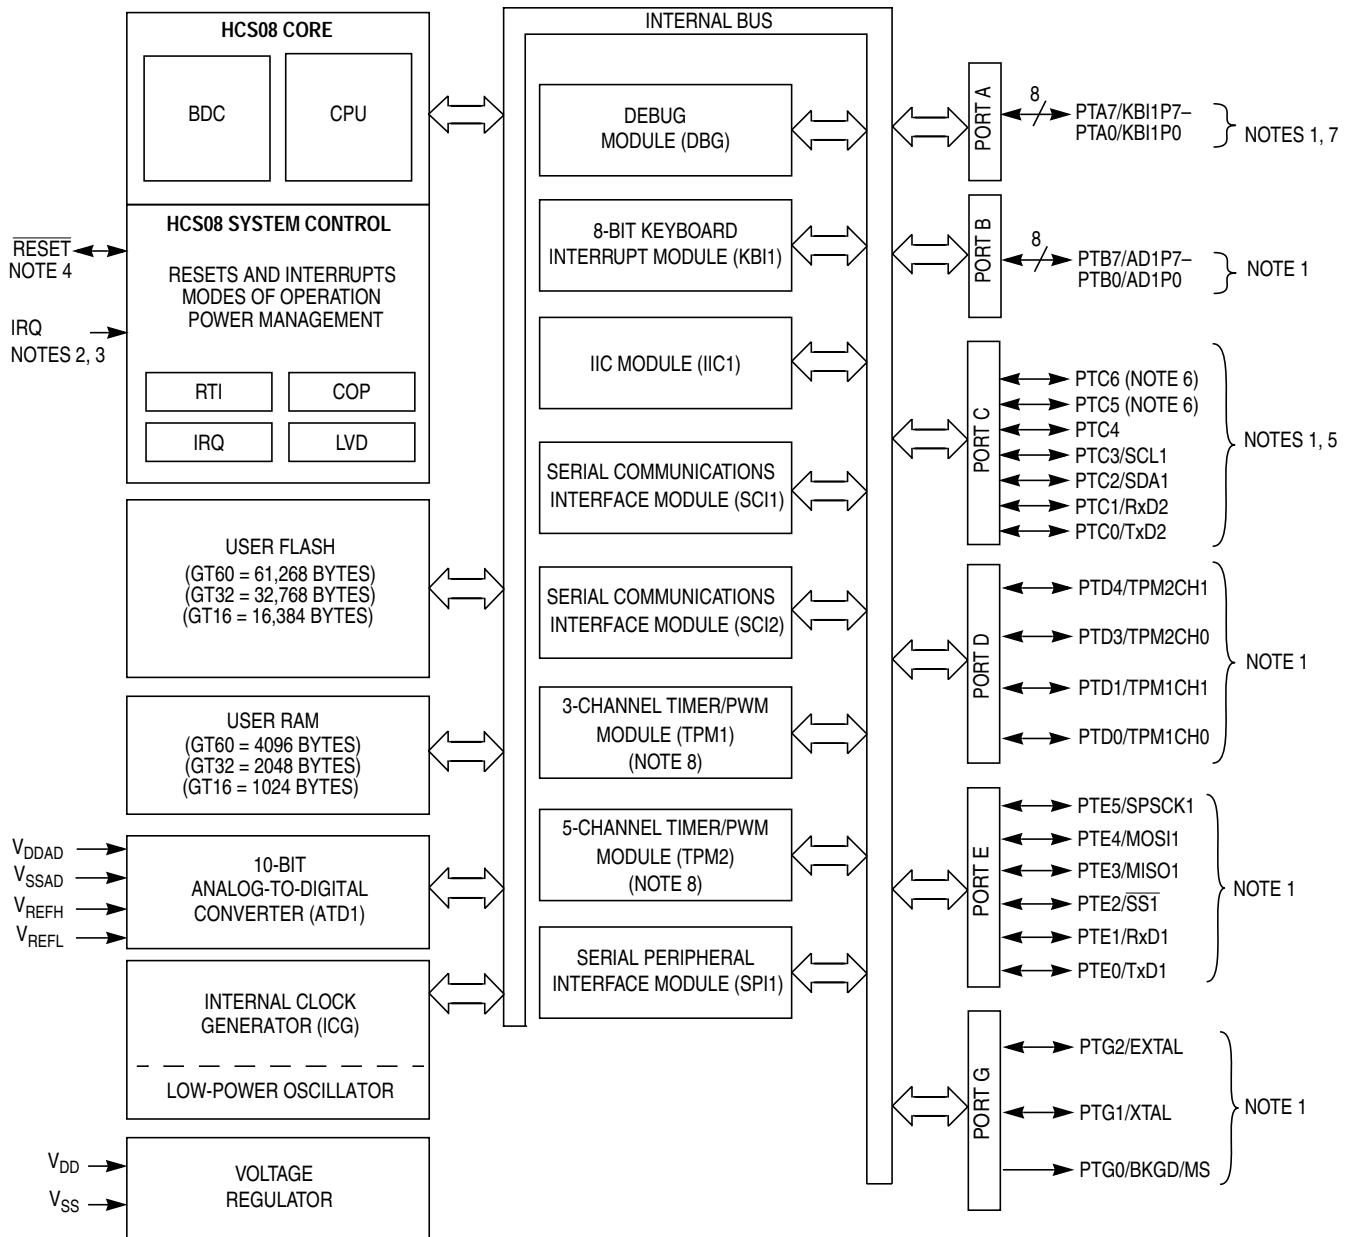 HCS08 CORE
BDC
CPU
HCS08 SYSTEM CONTROL
RESET
NOTE 4
RESETS AND INTERRUPTS
MODES OF OPERATION
POWER MANAGEMENT
IRQ
NOTES 2, 3
RTI
COP
IRQ
LVD
USER FLASH
(GT60 = 61,268 BYTES)
(GT32 = 32,768 BYTES)
(GT16 = 16,384 BYTES)
USER RAM
(GT60 = 4096 BYTES)
(GT32 = 2048 BYTES)
(GT16 = 1024 BYTES)
VDDAD
VSSAD
VREFH
VREFL
10-BIT
ANALOG-TO-DIGITAL
CONVERTER (ATD1)
INTERNAL CLOCK
GENERATOR (ICG)
LOW-POWER OSCILLATOR
VDD
VSS
VOLTAGE
REGULATOR
INTERNAL BUS
DEBUG
MODULE (DBG)
8-BIT KEYBOARD
INTERRUPT MODULE (KBI1)
IIC MODULE (IIC1)
SERIAL COMMUNICATIONS
INTERFACE MODULE (SCI1)
SERIAL COMMUNICATIONS
INTERFACE MODULE (SCI2)
3-CHANNEL TIMER/PWM
MODULE (TPM1)
(NOTE 8)
5-CHANNEL TIMER/PWM
MODULE (TPM2)
(NOTE 8)
SERIAL PERIPHERAL
INTERFACE MODULE (SPI1)
PORT A
8
PTA7/KBI1P7–
PTA0/KBI1P0
NOTES 1, 7
PORT B
8
PTB7/AD1P7–
PTB0/AD1P0
NOTE 1
PORT C
PTC6 (NOTE 6)
PTC5 (NOTE 6)
PTC4
PTC3/SCL1
PTC2/SDA1
PTC1/RxD2
PTC0/TxD2
NOTES 1, 5
PORT D
PTD4/TPM2CH1
PTD3/TPM2CH0
PTD1/TPM1CH1
PTD0/TPM1CH0
NOTE 1
PORT E
PTE5/SPSCK1
PTE4/MOSI1
PTE3/MISO1
PTE2/SS1
PTE1/RxD1
PTE0/TxD1
NOTE 1
PORT G
PTG2/EXTAL
PTG1/XTAL
PTG0/BKGD/MS
NOTE 1